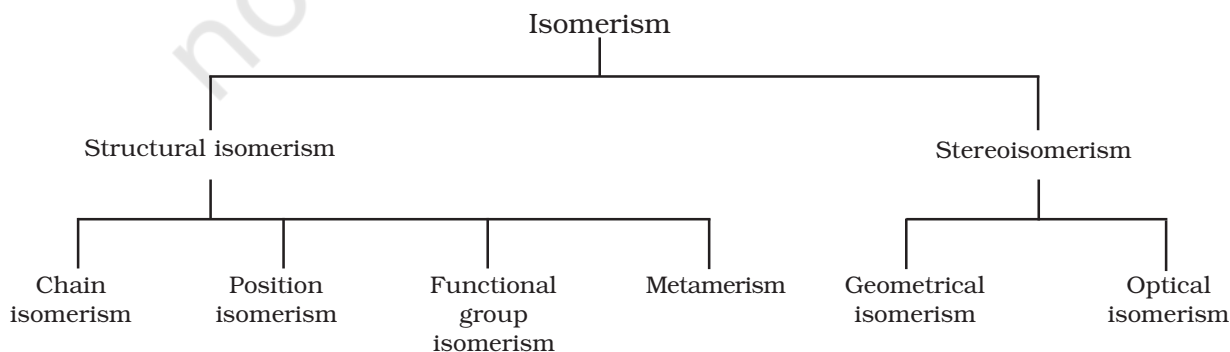 Isomerism
Structural isomerism
Stereoisomerism
Chain
isomerism
Position
isomerism
Functional
group
isomerism
Metamerism
Geometrical
isomerism
Optical
isomerism